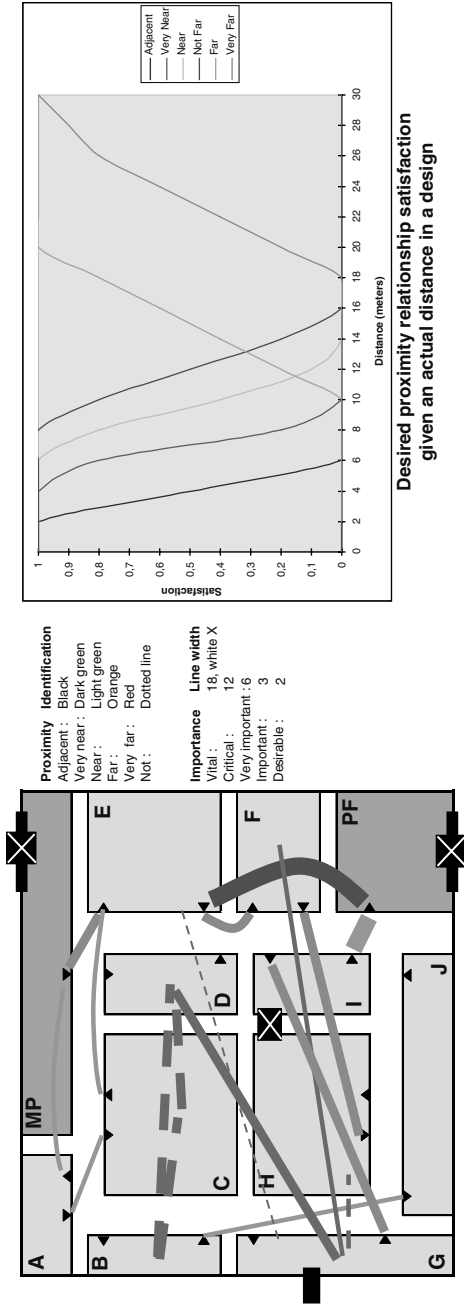 MP
A
B
C
D
E
F
PF
G
H
I
J
Proximity Identification
Adjacent : Black
Very near : Dark green
Near : Light green
Far : Orange
Very far : Red
Not : Dotted line
Importance Line width
Vital : 18, white X
Critical : 12
Very important : 6
Important : 3
Desirable : 2
Satisfaction
1
0,9
0,8
0,7
0,6
0,5
0,4
0,3
0,2
0,1
0
0 2 4 6 8 10 12 14 16 18 20 22 24 26 28 30
Distance (meters)
Adjacent
Very Near
Near
Not Far
Far
Very Far
Desired proximity relationship satisfaction
given an actual distance in a design